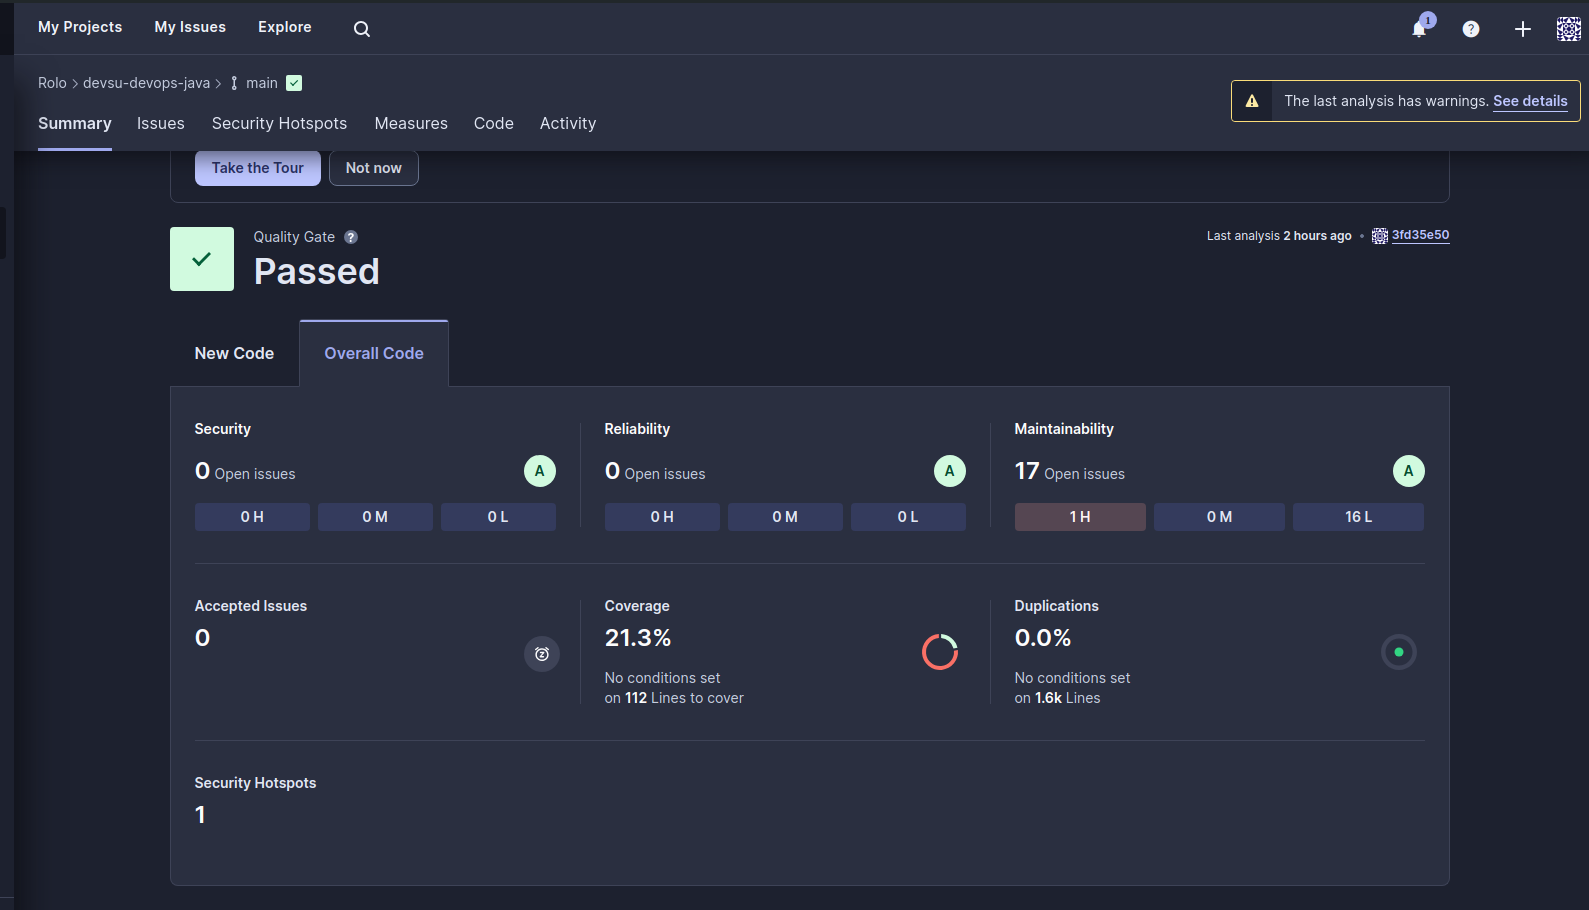 My Projects My Issues Explore
1
?
Rolo > devsu-devops-java > main
The last analysis has warnings. See details
Summary Issues Security Hotspots Measures Code Activity
Take the Tour Not now
Quality Gate ?
Passed
Last analysis 2 hours ago • 3fd35e50
New Code Overall Code
Security
0 Open issues A
0 H 0 M 0 L
Reliability
0 Open issues A
0 H 0 M 0 L
Maintainability
17 Open issues A
1 H 0 M 16 L
Accepted Issues
0
Coverage
21.3%
No conditions set
on 112 Lines to cover
Duplications
0.0%
No conditions set
on 1.6k Lines
Security Hotspots
1